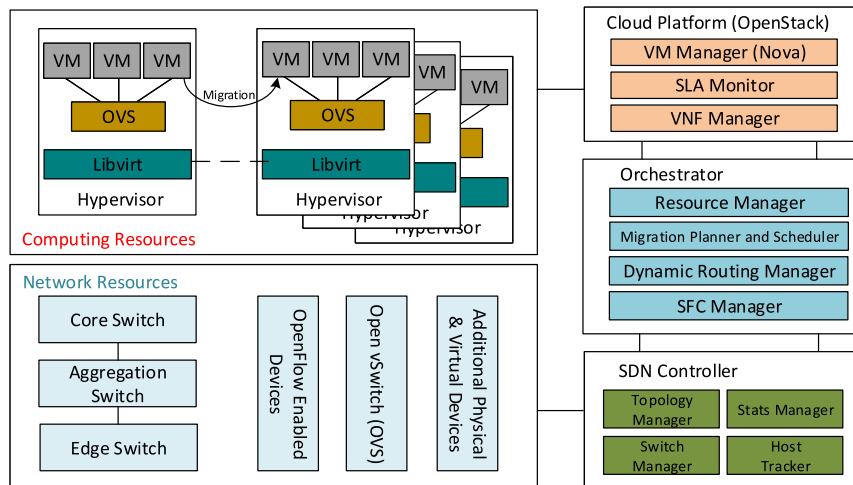 VM VM VM
Migration
OVS
Libvirt
Hypervisor
VM VM VM
OVS
Libvirt
Hypervisor
VM
Hypervisor
VM
Hypervisor
Computing Resources
Network Resources
Core Switch
Aggregation
Switch
Edge Switch
OpenFlow Enabled
Devices
Open vSwitch (OVS)
Additional Physical
& Virtual Devices
Cloud Platform (OpenStack)
VM Manager (Nova)
SLA Monitor
VNF Manager
Orchestrator
Resource Manager
Migration Planner and Scheduler
Dynamic Routing Manager
SFC Manager
SDN Controller
Topology
Manager
Stats Manager
Switch
Manager
Host
Tracker